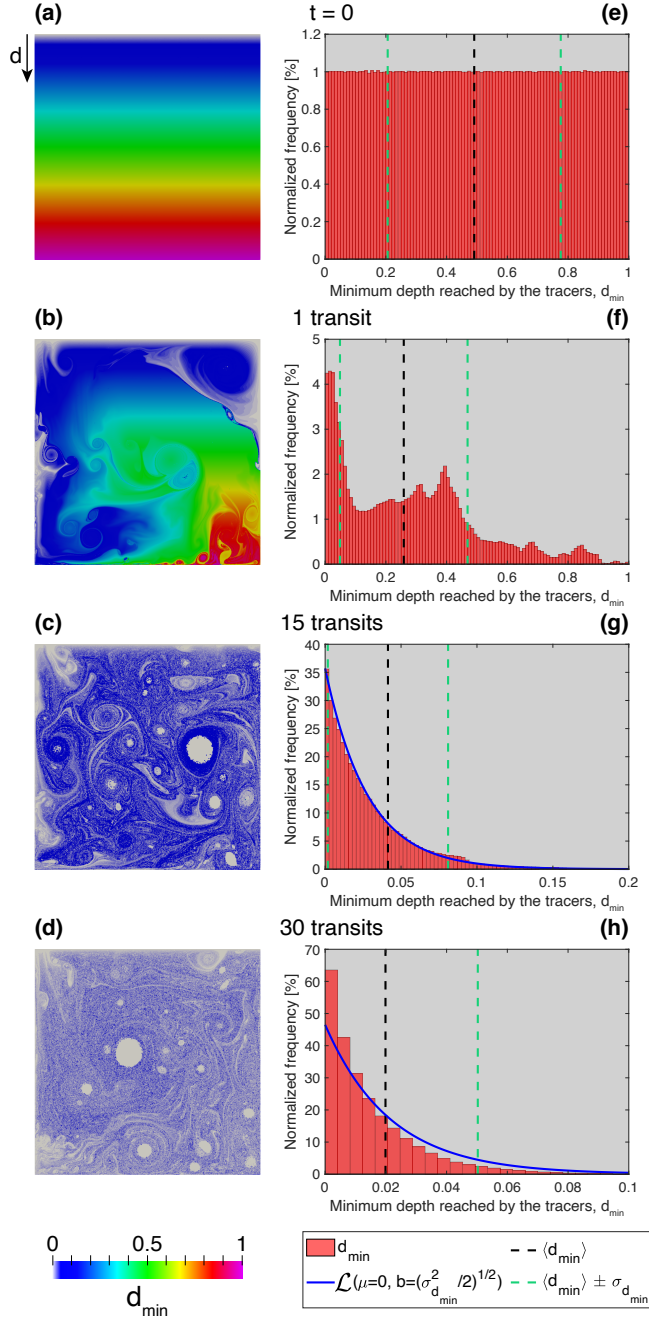 (a)
d
t = 0
(e)
Normalized frequency [%]
0
0.2
0.4
0.6
0.8
1
1.2
0.2
0.4
0.6
0.8
1
Minimum depth reached by the tracers, d_min
(b)
1 transit
(f)
Normalized frequency [%]
0
1
2
3
4
5
0
0.2
0.4
0.6
0.8
1
Minimum depth reached by the tracers, d_min
(c)
15 transits
(g)
Normalized frequency [%]
0
5
10
15
20
25
30
35
40
0
0.05
0.1
0.15
0.2
Minimum depth reached by the tracers, d_min
(d)
30 transits
(h)
Normalized frequency [%]
0
10
20
30
40
50
60
70
0.02
0.04
0.06
0.08
0.1
Minimum depth reached by the tracers, d_min
0 0.5 1
d_min
d_min
⟨d_min⟩
ℒ(μ=0, b=(σ²_d_min /2)^1/2)
⟨d_min⟩ ± σ_d_min